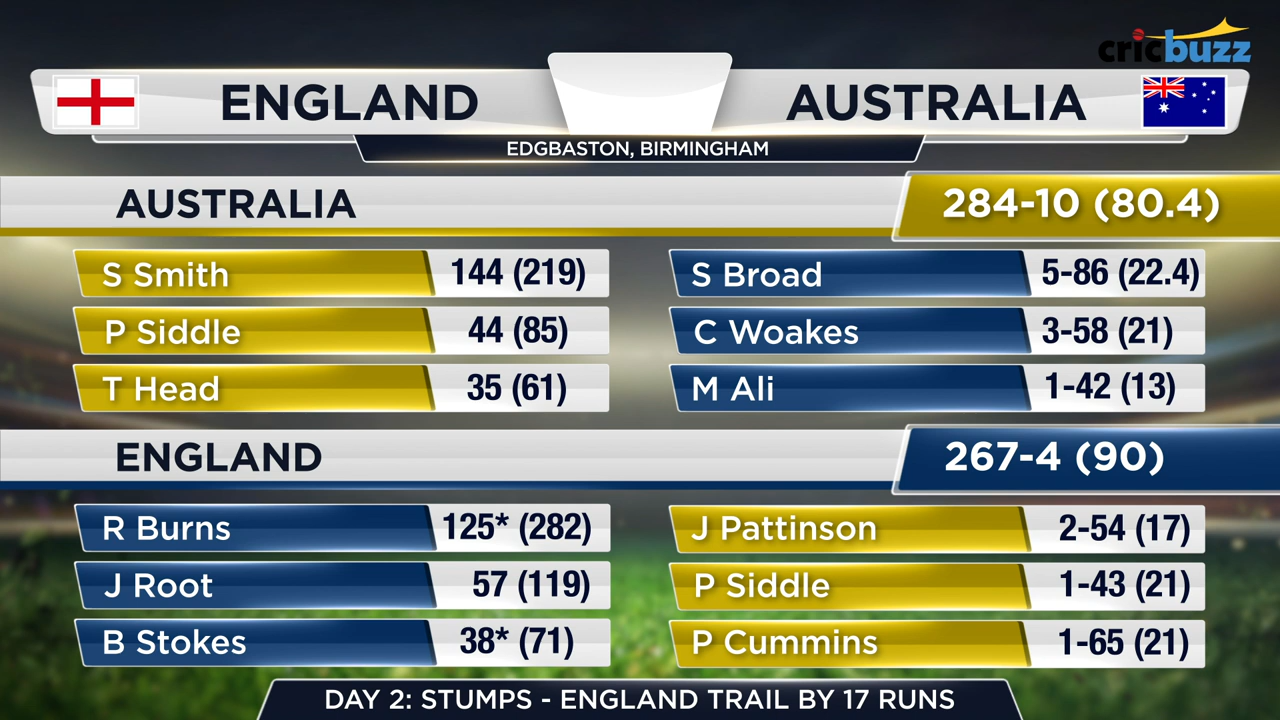 cricbuzz
ENGLAND AUSTRALIA
EDGBASTON, BIRMINGHAM
AUSTRALIA 284-10 (80.4)
S Smith 144 (219) S Broad 5-86 (22.4)
P Siddle 44 (85) C Woakes 3-58 (21)
T Head 35 (61) M Ali 1-42 (13)
ENGLAND 267-4 (90)
R Burns 125* (282) J Pattinson 2-54 (17)
J Root 57 (119) P Siddle 1-43 (21)
B Stokes 38* (71) P Cummins 1-65 (21)
DAY 2: STUMPS - ENGLAND TRAIL BY 17 RUNS